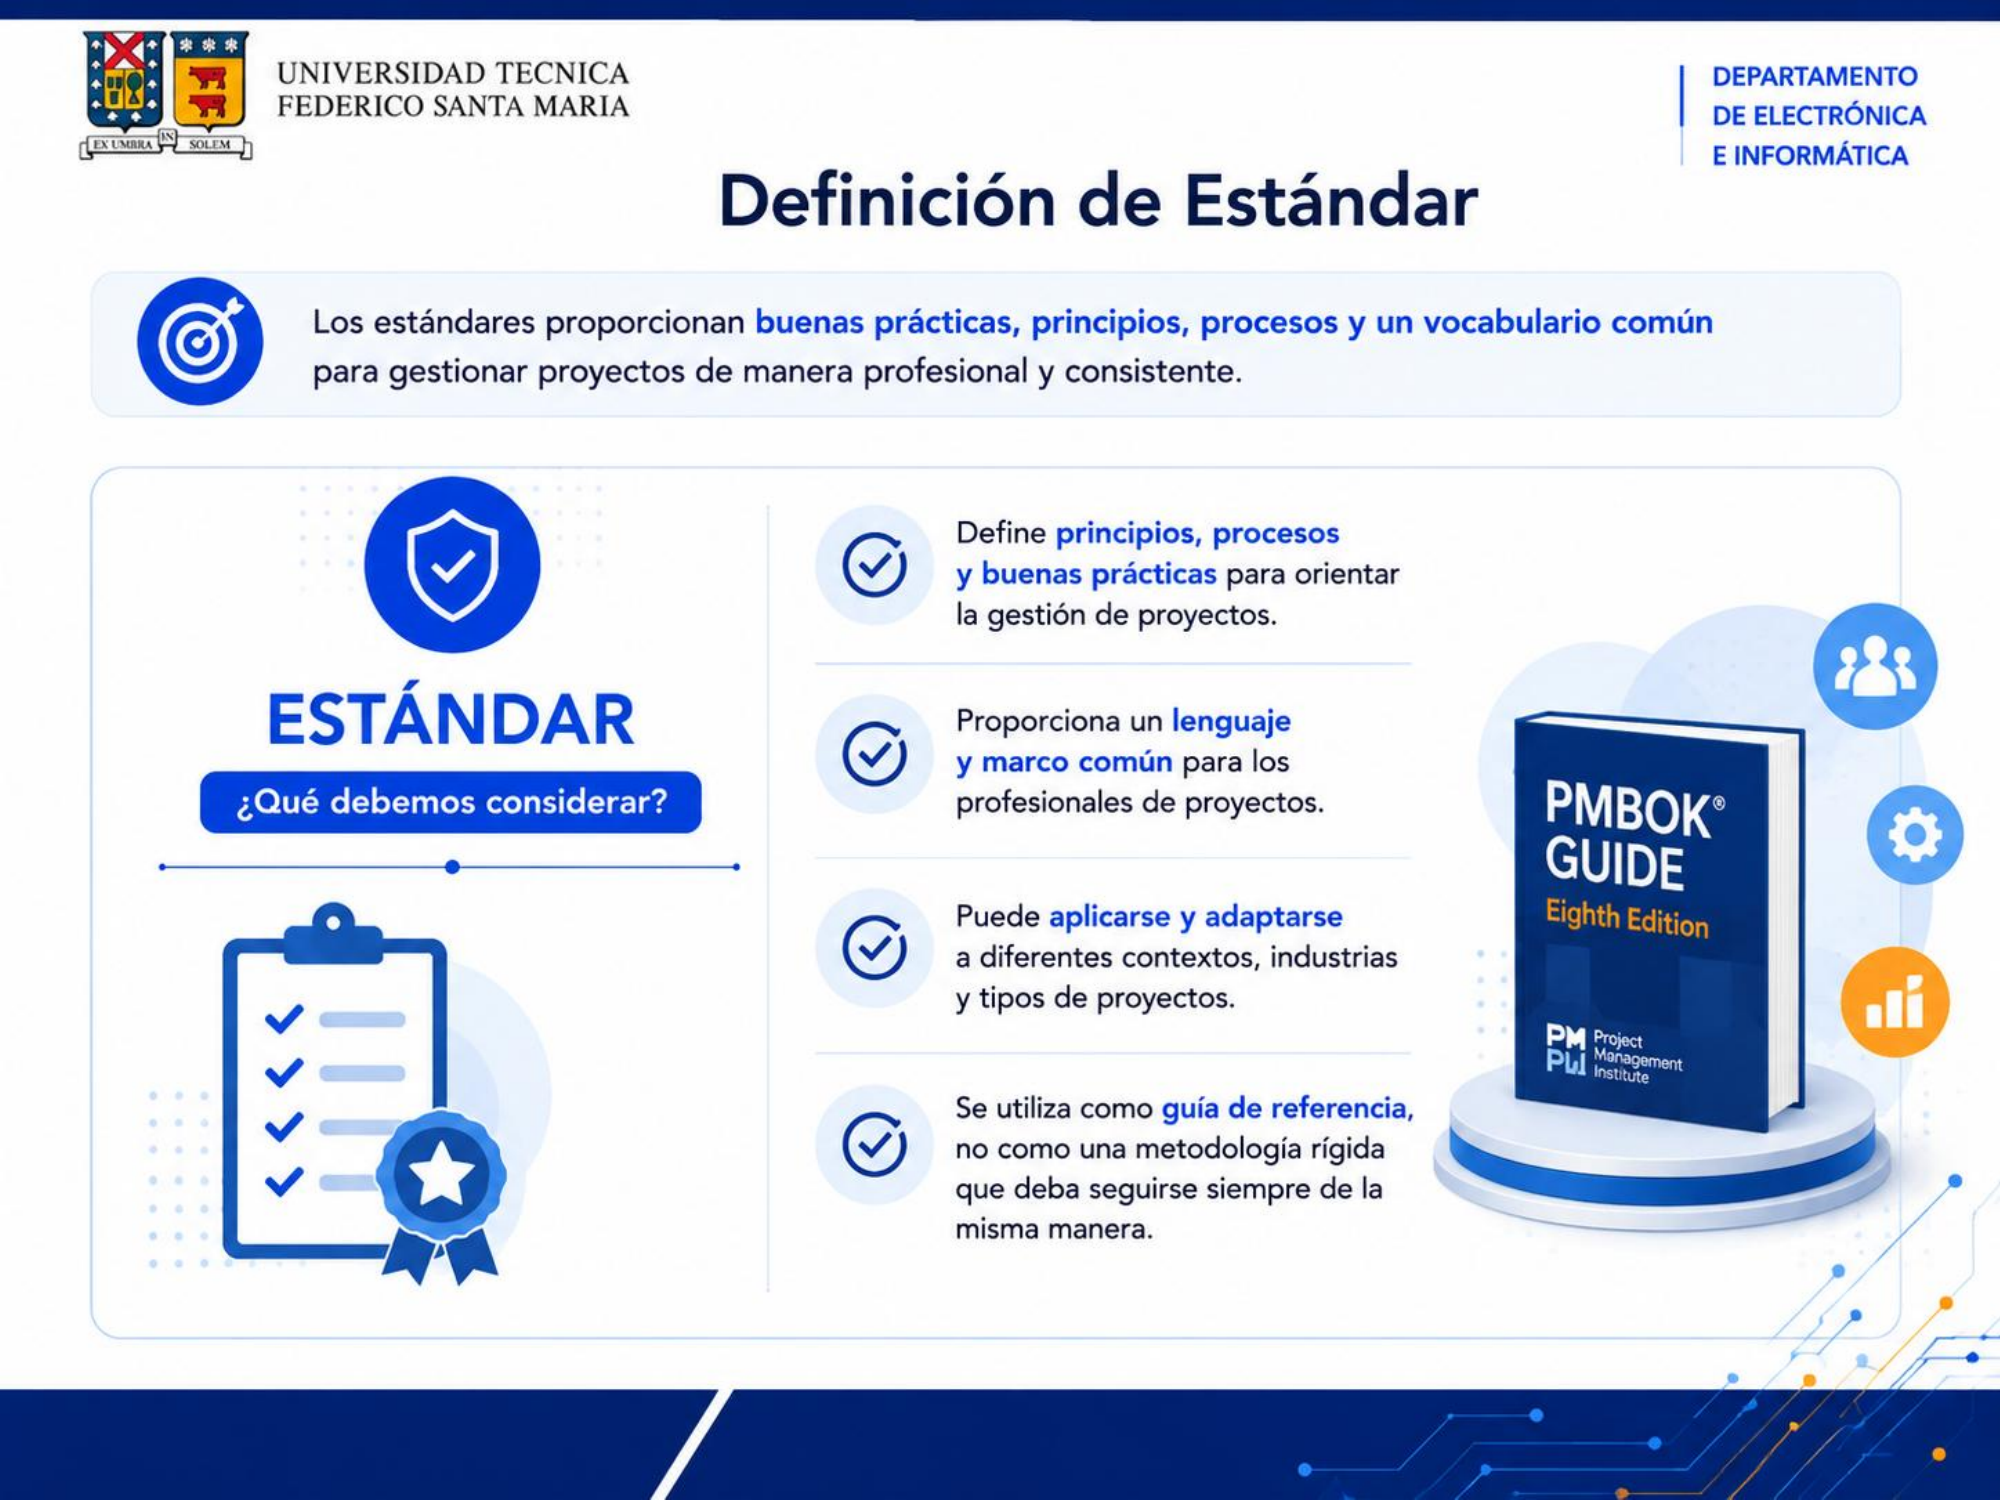 UNIVERSIDAD TECNICA
FEDERICO SANTA MARIA
EX UMBRA IN SOLEM
DEPARTAMENTO
DE ELECTRÓNICA
E INFORMÁTICA
Definición de Estándar
Los estándares proporcionan buenas prácticas, principios, procesos y un vocabulario común
para gestionar proyectos de manera profesional y consistente.
ESTÁNDAR
¿Qué debemos considerar?
Define principios, procesos
y buenas prácticas para orientar
la gestión de proyectos.
Proporciona un lenguaje
y marco común para los
profesionales de proyectos.
Puede aplicarse y adaptarse
a diferentes contextos, industrias
y tipos de proyectos.
Se utiliza como guía de referencia,
no como una metodología rígida
que deba seguirse siempre de la
misma manera.
PMBOK®
GUIDE
Eighth Edition
Project
Management
Institute